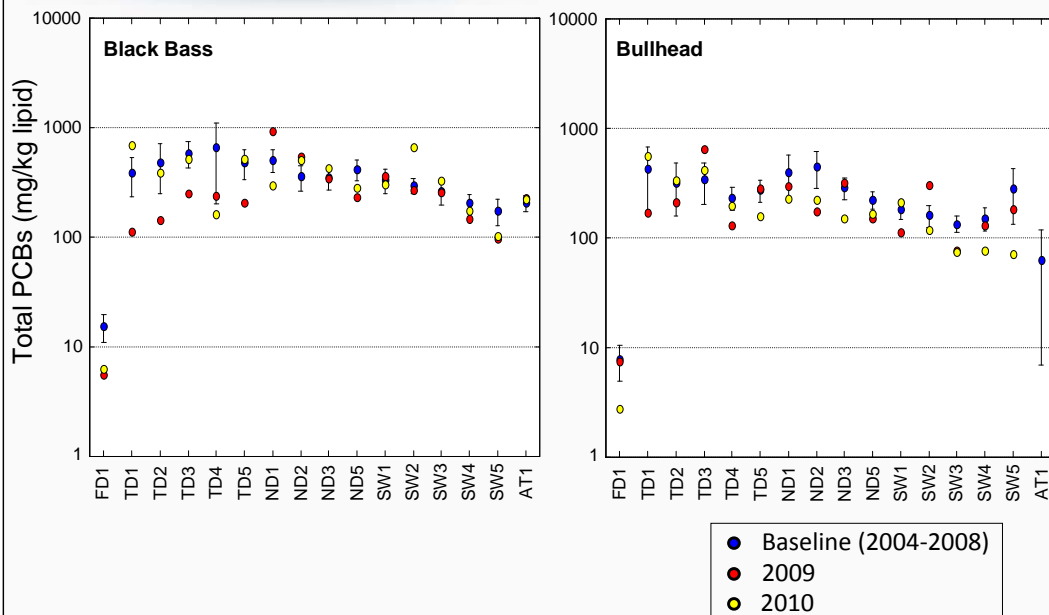 10000
1000
100
10
1
Total PCBs (mg/kg lipid)
Black Bass
FD1
TD1
TD2
TD3
TD4
TD5
ND1
ND2
ND3
ND5
SW1
SW2
SW3
SW4
SW5
AT1
10000
1000
100
10
1
Bullhead
FD1
TD1
TD2
TD3
TD4
TD5
ND1
ND2
ND3
ND5
SW1
SW2
SW3
SW4
SW5
AT1
Baseline (2004-2008)
2009
2010